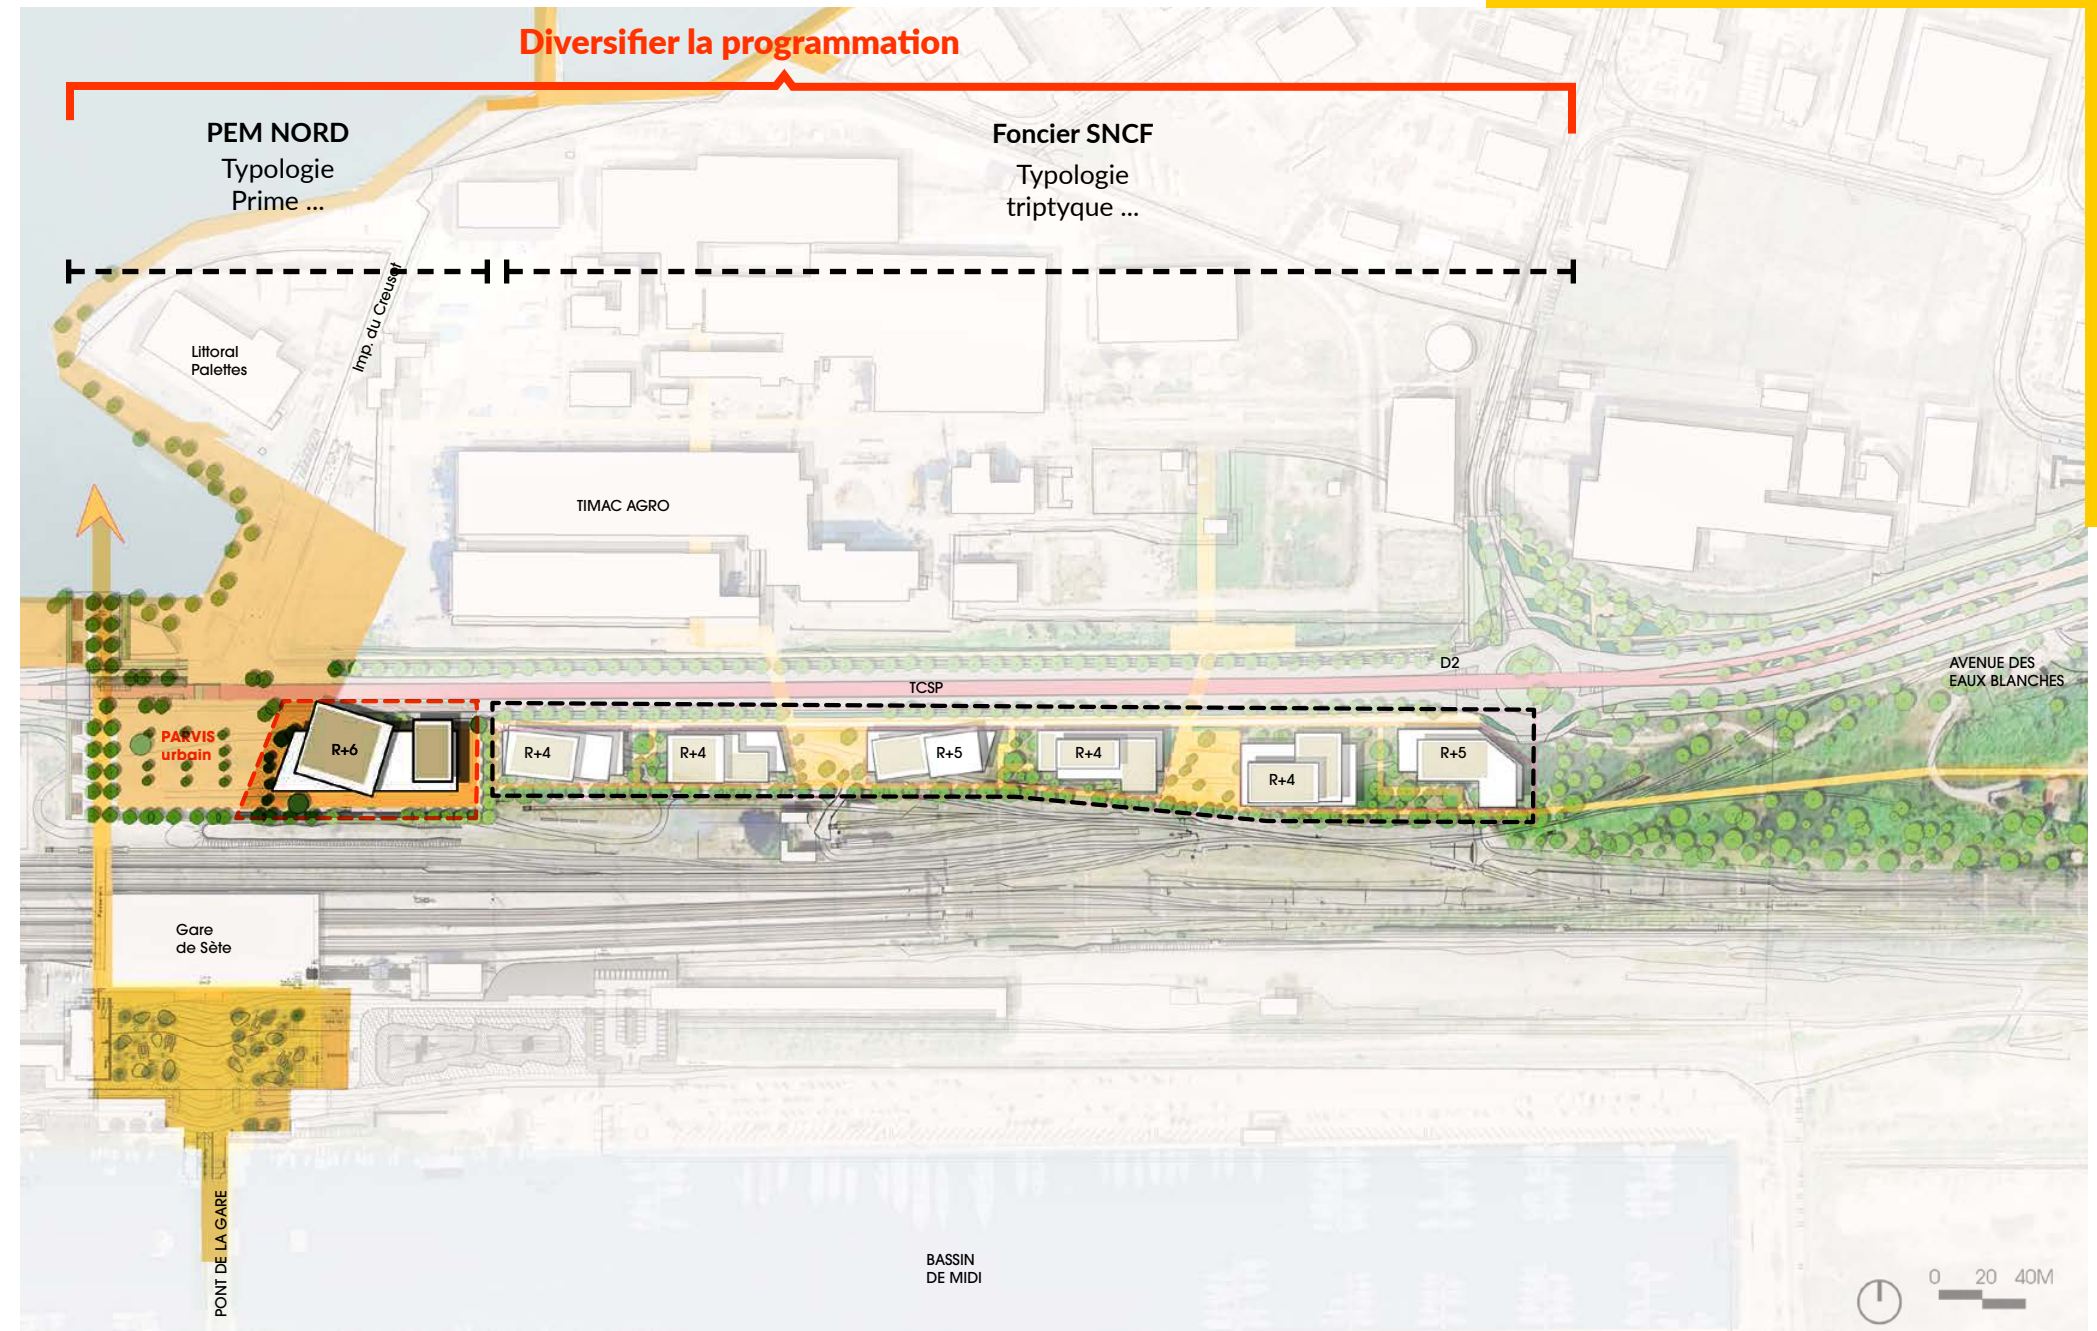 Diversifier la programmation
PEM NORD
Typologie
Prime ...
Foncier SNCF
Typologie
triptyque ...
Imp. du Creusot
Littoral
Palettes
TIMAC AGRO
D2
AVENUE DES
EAUX BLANCHES
TCSP
PARVIS
urbain
R+6
R+4
R+4
R+5
R+4
R+4
R+5
Gare
de Sète
PONT DE LA GARE
BASSIN
DE MIDI
0 20 40M